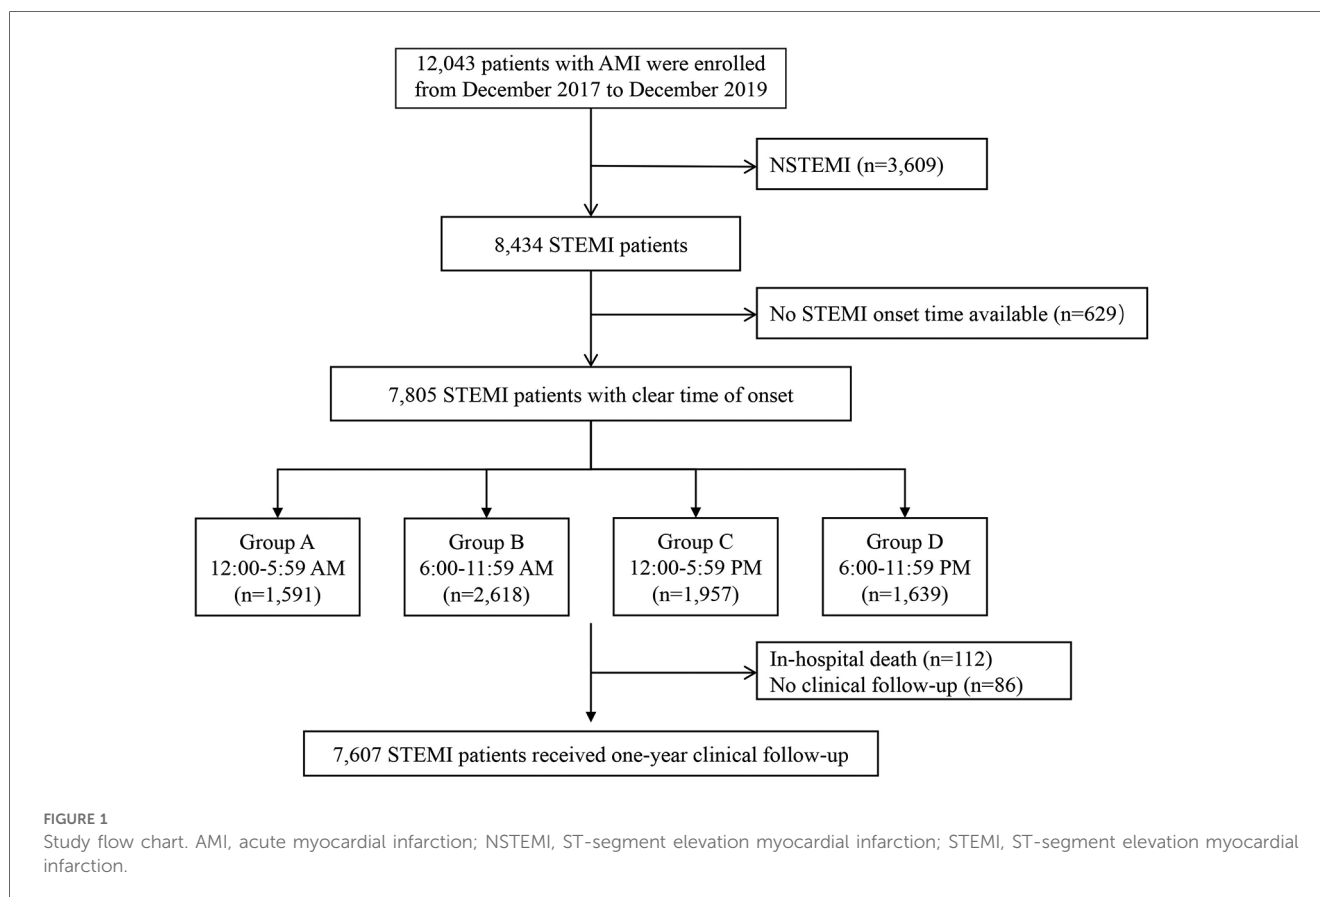 12,043 patients with AMI were enrolled
from December 2017 to December 2019
NSTEMI (n=3,609)
8,434 STEMI patients
No STEMI onset time available (n=629）
7,805 STEMI patients with clear time of onset
Group A
12:00-5:59 AM
(n=1,591)
Group B
6:00-11:59 AM
(n=2,618)
Group C
12:00-5:59 PM
(n=1,957)
Group D
6:00-11:59 PM
(n=1,639)
In-hospital death (n=112)
No clinical follow-up (n=86)
7,607 STEMI patients received one-year clinical follow-up
FIGURE 1
Study flow chart. AMI, acute myocardial infarction; NSTEMI, ST-segment elevation myocardial infarction; STEMI, ST-segment elevation myocardial
infarction.